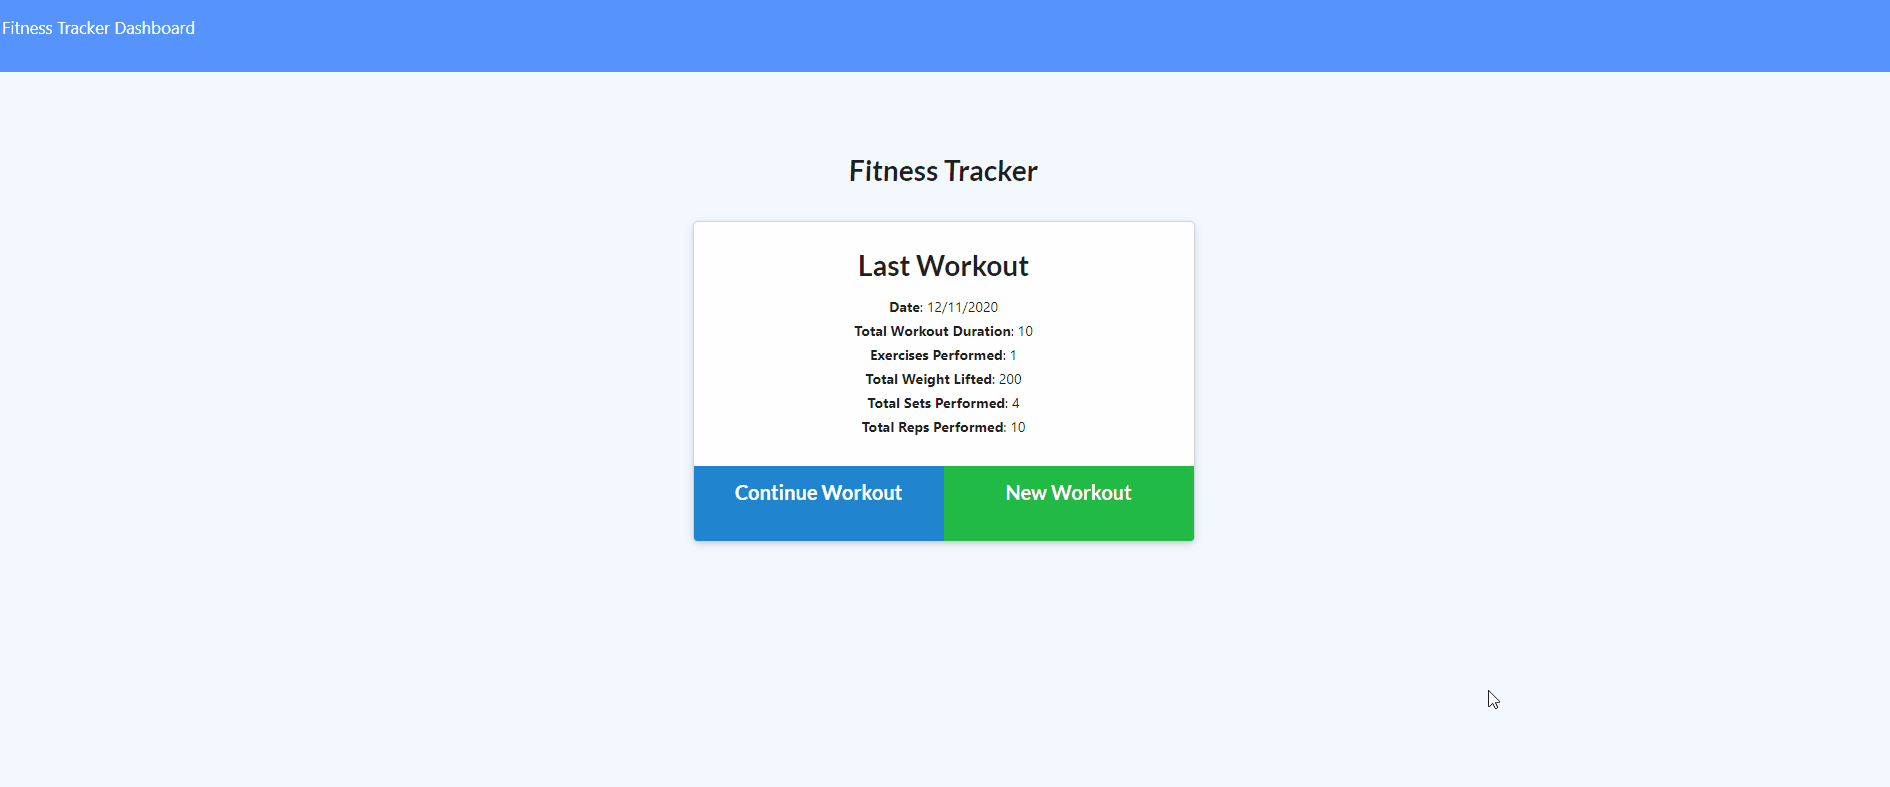 Fitness Tracker Dashboard
Fitness Tracker
Last Workout
Date: 12/11/2020
Total Workout Duration: 10
Exercises Performed: 1
Total Weight Lifted: 200
Total Sets Performed: 4
Total Reps Performed: 10
Continue Workout New Workout